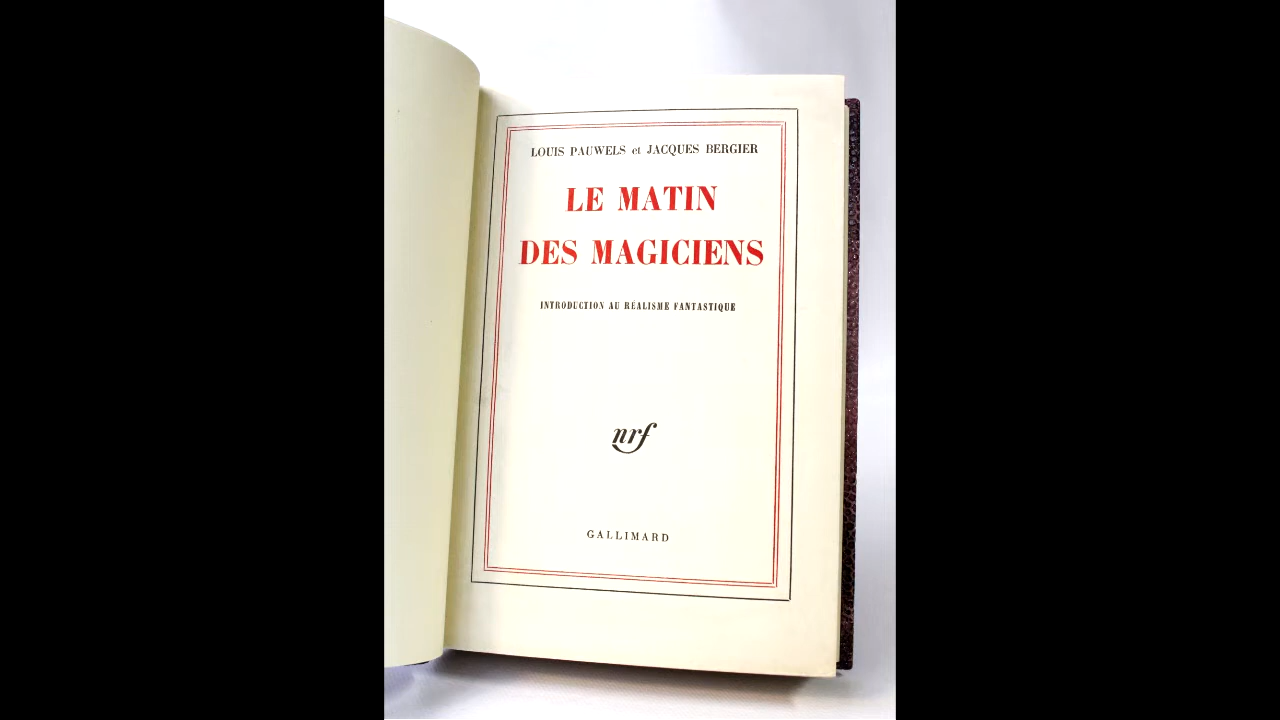 LOUIS PAUWELS et JACQUES BERGIER
LE MATIN
DES MAGICIENS
INTRODUCTION AU RÉALISME FANTASTIQUE
nrf
GALLIMARD